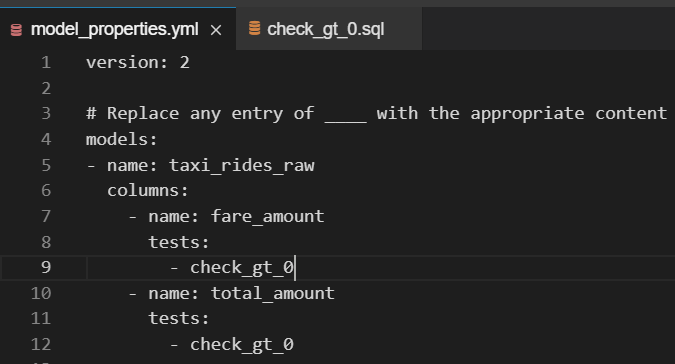 model_properties.yml × check_gt_0.sql
1 version: 2
2
3 # Replace any entry of ____ with the appropriate content
4 models:
5 - name: taxi_rides_raw
6   columns:
7     - name: fare_amount
8       tests:
9         - check_gt_0
10     - name: total_amount
11       tests:
12         - check_gt_0